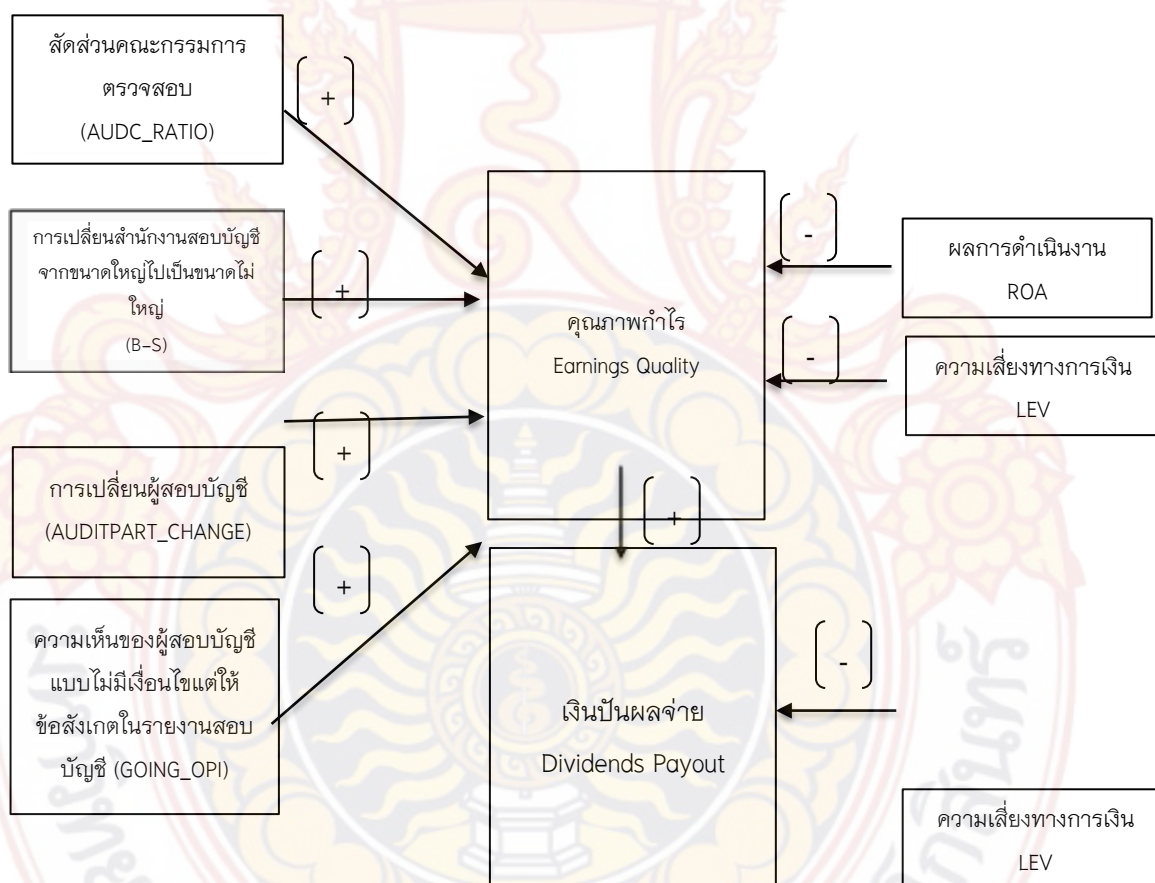 สัดส่วนคณะกรรมการ
ตรวจสอบ
(AUDC_RATIO)
+
การเปลี่ยนสำนักงานสอบบัญชี
จากขนาดใหญ่ไปเป็นขนาดไม่
ใหญ่
(B-S)
+
การเปลี่ยนผู้สอบบัญชี
(AUDITPART_CHANGE)
+
ความเห็นของผู้สอบบัญชี
แบบไม่มีเงื่อนไขแต่ให้
ข้อสังเกตในรายงานสอบ
บัญชี (GOING_OPI)
+
คุณภาพกำไร
Earnings Quality
-
ผลการดำเนินงาน
ROA
-
ความเสี่ยงทางการเงิน
LEV
+
เงินปันผลจ่าย
Dividends Payout
-
ความเสี่ยงทางการเงิน
LEV